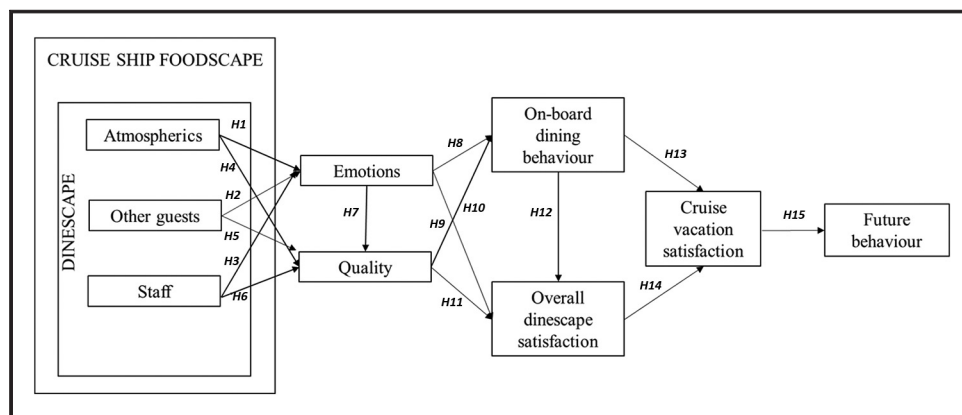 CRUISE SHIP FOODSCAPE
DINESCAPE
Atmospherics
Other guests
Staff
H1
H4
H2
H5
H3
H6
Emotions
H7
Quality
H8
H9
H10
H11
On-board
dining
behaviour
H12
Overall
dinescape
satisfaction
H13
H14
Cruise
vacation
satisfaction
H15
Future
behaviour